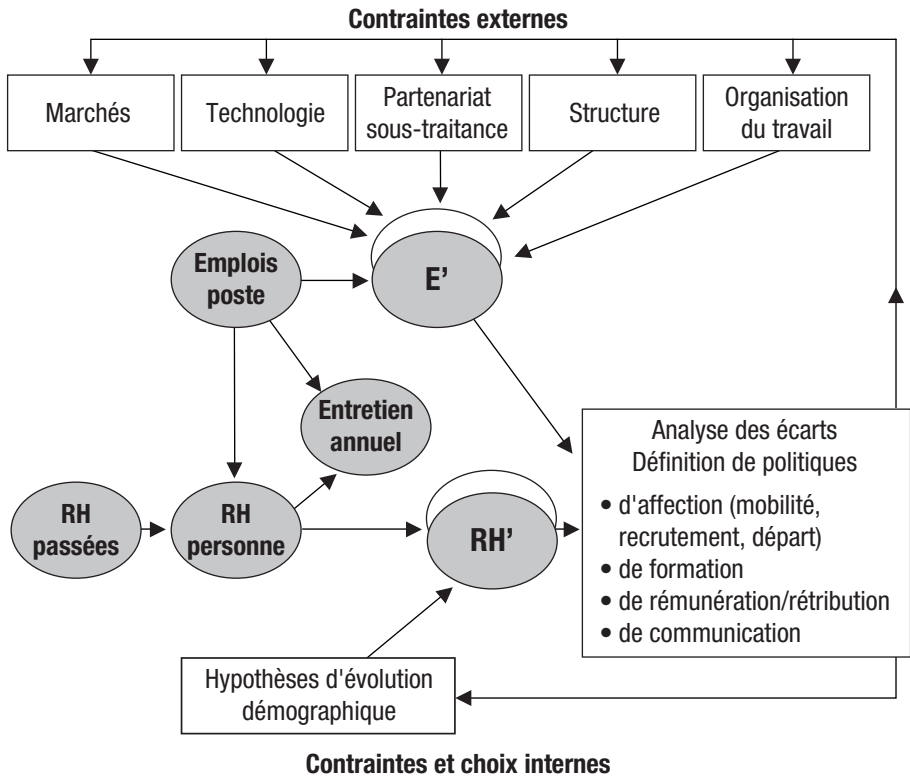 Contraintes externes
Marchés
Technologie
Partenariat
sous-traitance
Structure
Organisation
du travail
Emplois
poste
E’
Entretien
annuel
RH
passées
RH
personne
RH’
Analyse des écarts
Définition de politiques
• d'affection (mobilité,
recrutement, départ)
• de formation
• de rémunération/rétribution
• de communication
Hypothèses d'évolution
démographique
Contraintes et choix internes